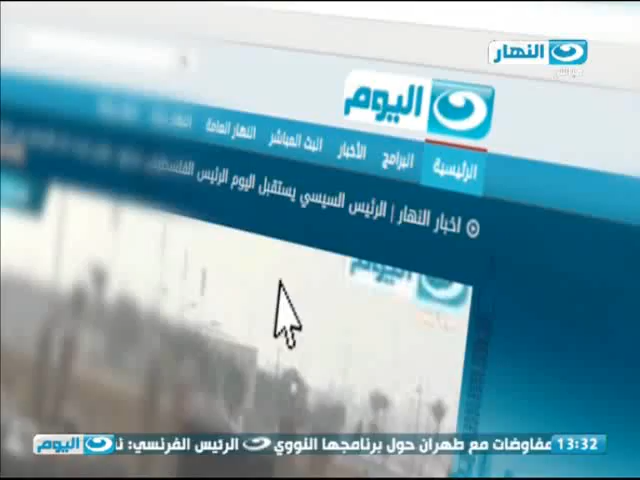 النهار
اليوم
الرئيسية البرامج الأخبار البث المباشر النهار العامة
اخبار النهار | الرئيس السيسي يستقبل اليوم الرئيس
اليوم
13:32 مفاوضات مع طهران حول برنامجها النووي الرئيس الفرنسي: اليوم